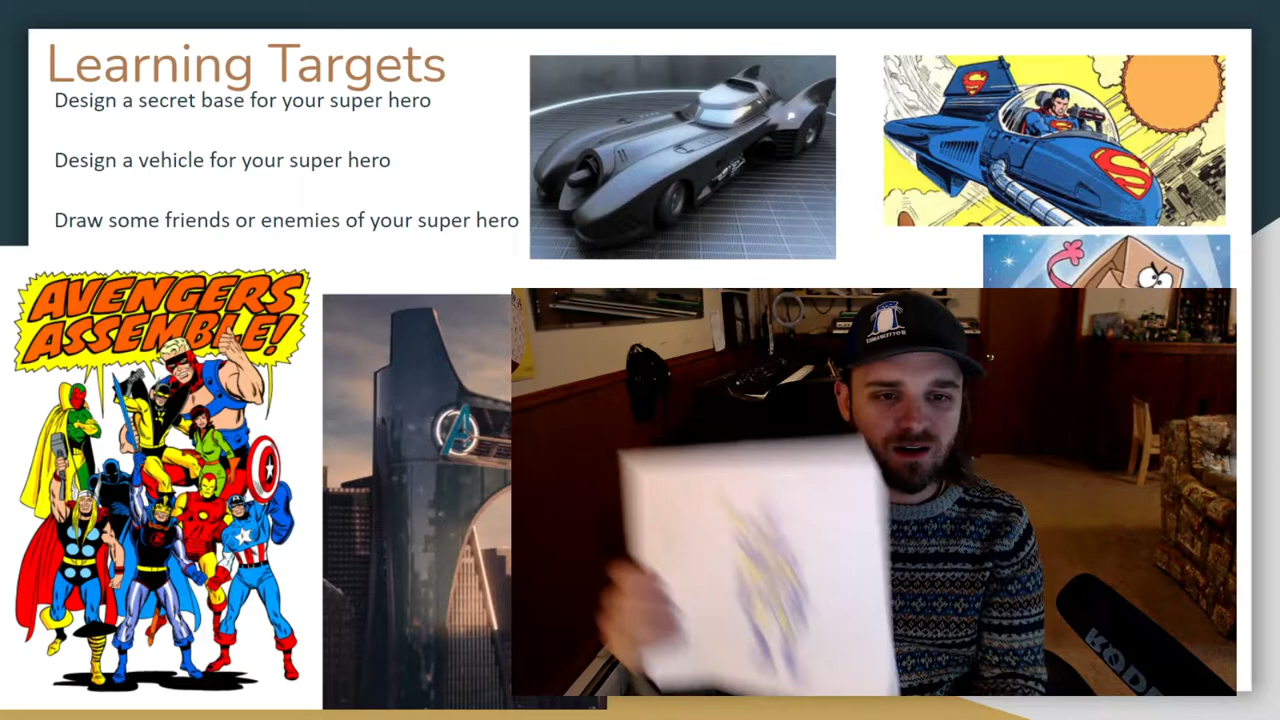 Learning Targets
Design a secret base for your super hero
Design a vehicle for your super hero
Draw some friends or enemies of your super hero
AVENGERS
ASSEMBLE!